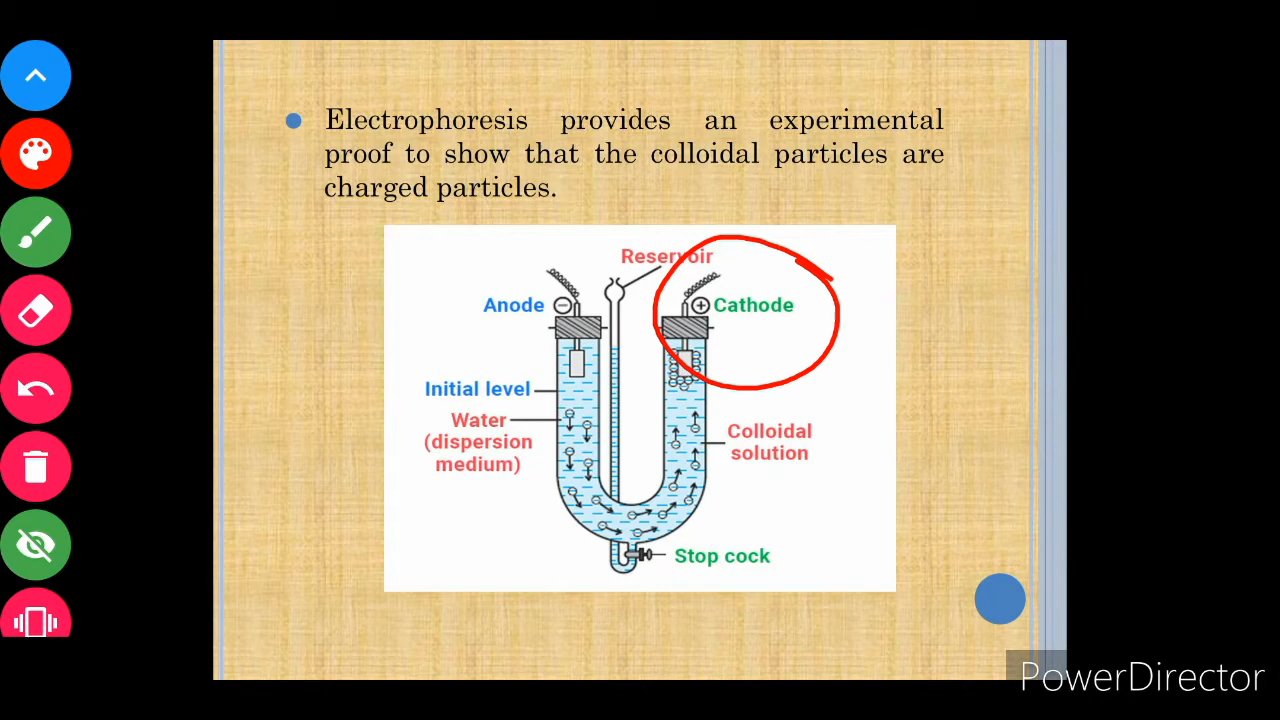 Electrophoresis provides an experimental
proof to show that the colloidal particles are
charged particles.
Reservoir
Anode
Cathode
Initial level
Water
(dispersion
medium)
Colloidal
solution
Stop cock
PowerDirector